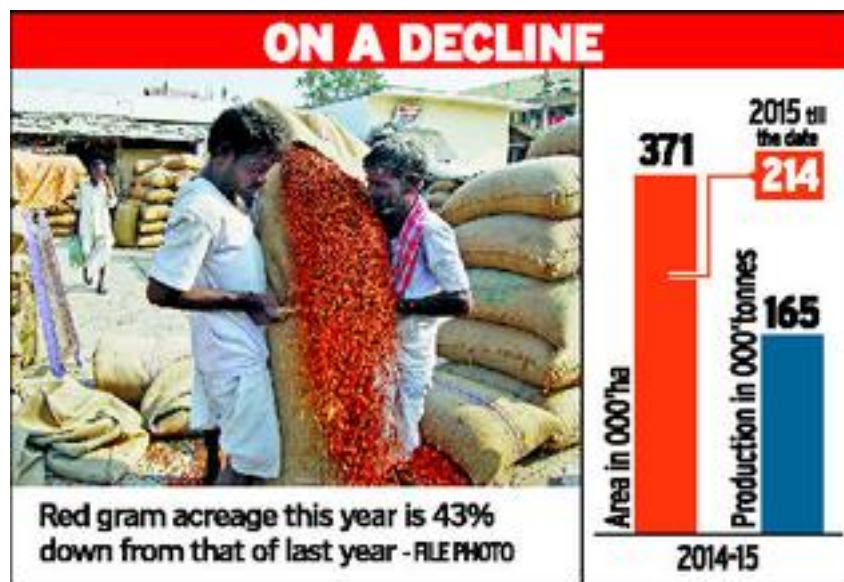 ON A DECLINE
Red gram acreage this year is 43%
down from that of last year - FILE PHOTO
2015 till
the date
214
371
165
Area in 000'ha
Production in 000'tonnes
2014-15